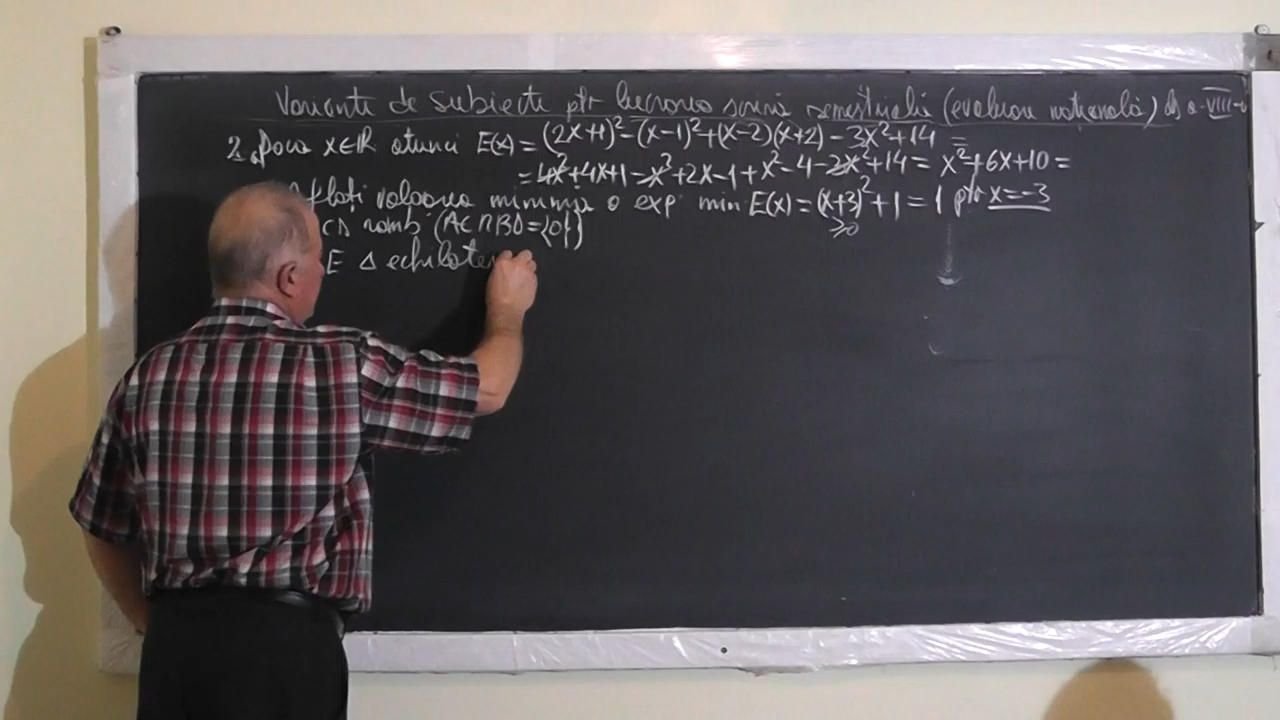 Variante de subiecte ptr lucrarea scrisă semestrială (evaluare națională) cls a-VIII-a
2. Dacă x∈ℝ atunci E(x)=(2x+1)²-(x-1)²+(x-2)(x+2)-3x²+14 =
=4x²+4x+1-x²+2x-1+x²-4-3x²+14=x²+6x+10=
Aflați valoarea minimă a exp. min E(x)=(x+3)²+1=1 ptr x=-3
≥0
CD romb (AC∩BD={O})
E Δ echilater